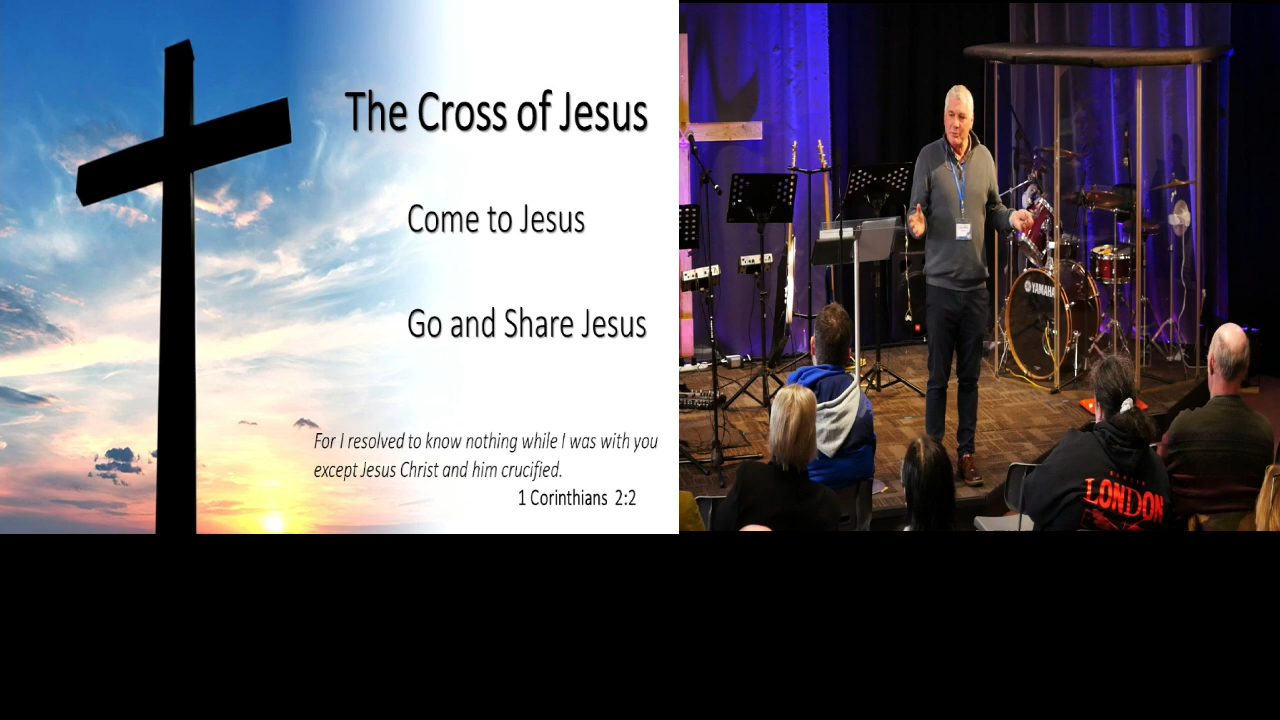 The Cross of Jesus
Come to Jesus
Go and Share Jesus
For I resolved to know nothing while I was with you
except Jesus Christ and him crucified.
1 Corinthians 2:2
YAMAHA
LONDON